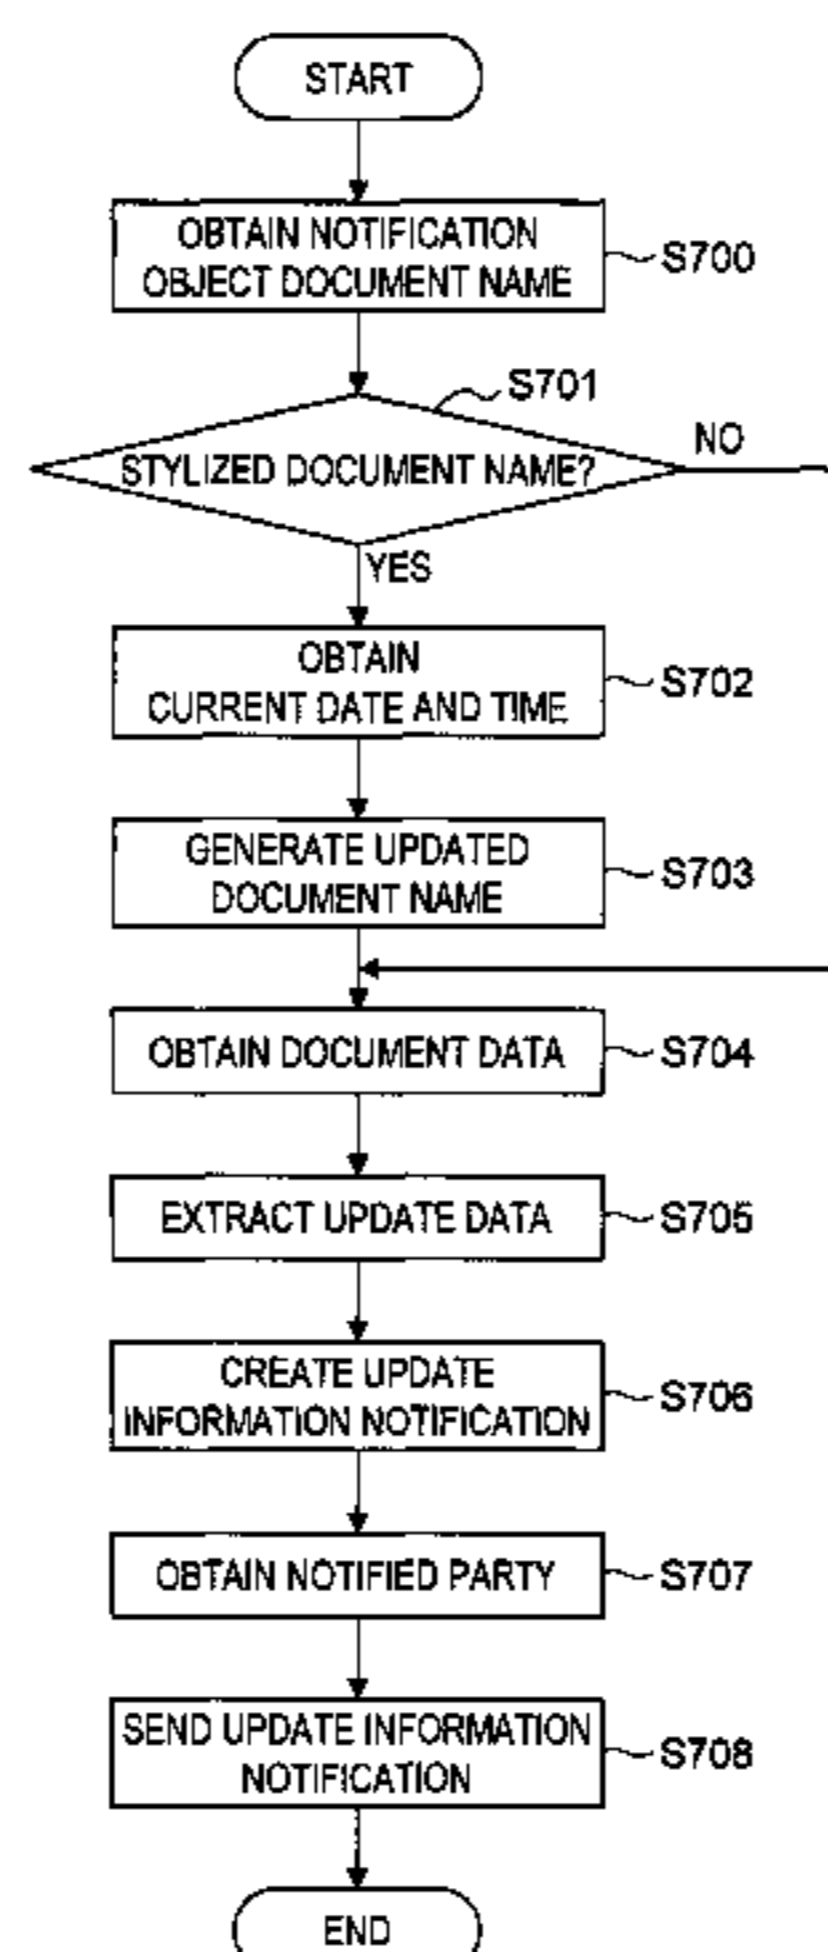 START
OBTAIN NOTIFICATION
OBJECT DOCUMENT NAME
S700
S701
STYLIZED DOCUMENT NAME?
NO
YES
OBTAIN
CURRENT DATE AND TIME
S702
GENERATE UPDATED
DOCUMENT NAME
S703
OBTAIN DOCUMENT DATA
S704
EXTRACT UPDATE DATA
S705
CREATE UPDATE
INFORMATION NOTIFICATION
S706
OBTAIN NOTIFIED PARTY
S707
SEND UPDATE INFORMATION
NOTIFICATION
S708
END